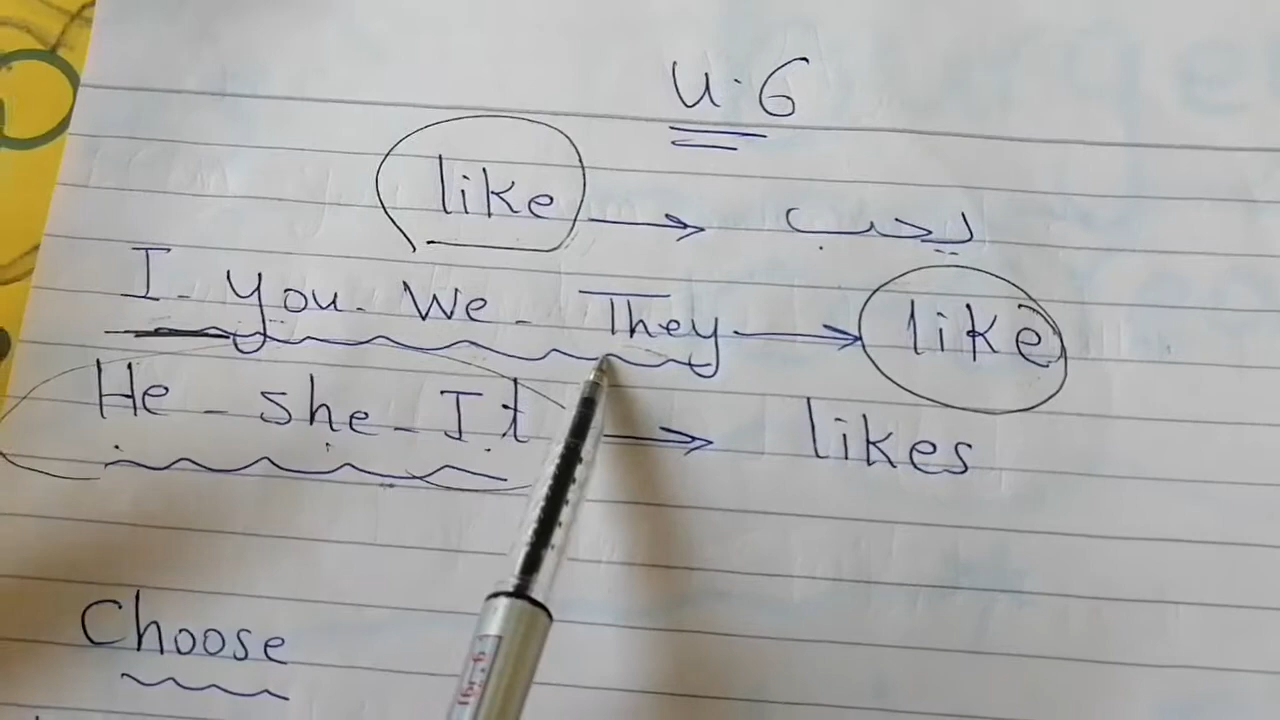 U.6
like → يحب
I - you - We - They → like
He - she - It → likes
Choose